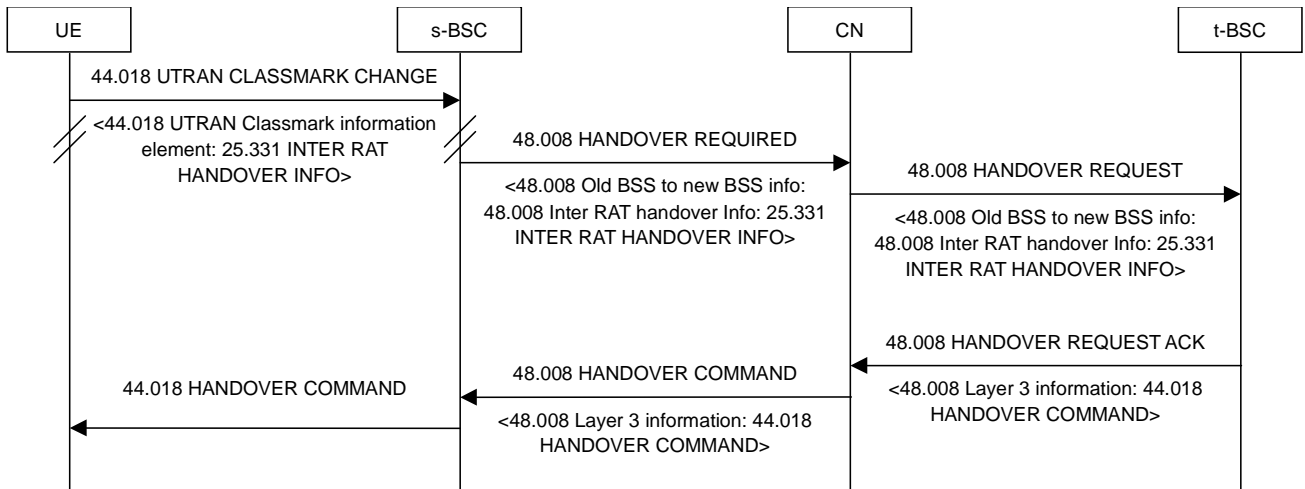 UE
s-BSC
CN
t-BSC
44.018 UTRAN CLASSMARK CHANGE
<44.018 UTRAN Classmark information
element: 25.331 INTER RAT
HANDOVER INFO>
48.008 HANDOVER REQUIRED
<48.008 Old BSS to new BSS info:
48.008 Inter RAT handover Info: 25.331
INTER RAT HANDOVER INFO>
48.008 HANDOVER REQUEST
<48.008 Old BSS to new BSS info:
48.008 Inter RAT handover Info: 25.331
INTER RAT HANDOVER INFO>
48.008 HANDOVER REQUEST ACK
<48.008 Layer 3 information: 44.018
HANDOVER COMMAND>
48.008 HANDOVER COMMAND
<48.008 Layer 3 information: 44.018
HANDOVER COMMAND>
44.018 HANDOVER COMMAND